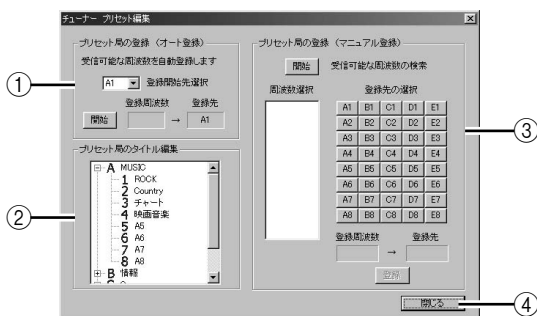 チューナー プリセット編集
プリセット局の登録（オート登録）
受信可能な周波数を自動登録します
① A1 登録開始先選択
登録周波数 登録先
開始 → A1
プリセット局のタイトル編集
②
A MUSIC
1 ROCK
2 Country
3 チャート
4 映画音楽
5 A5
6 A6
7 A7
8 A8
B 情報
プリセット局の登録（マニュアル登録）
開始 受信可能な周波数の検索
周波数選択 登録先の選択
A1 B1 C1 D1 E1
A2 B2 C2 D2 E2
③
A3 B3 C3 D3 E3
A4 B4 C4 D4 E4
A5 B5 C5 D5 E5
A6 B6 C6 D6 E6
A7 B7 C7 D7 E7
A8 B8 C8 D8 E8
登録周波数 登録先
→
登録
閉じる ④